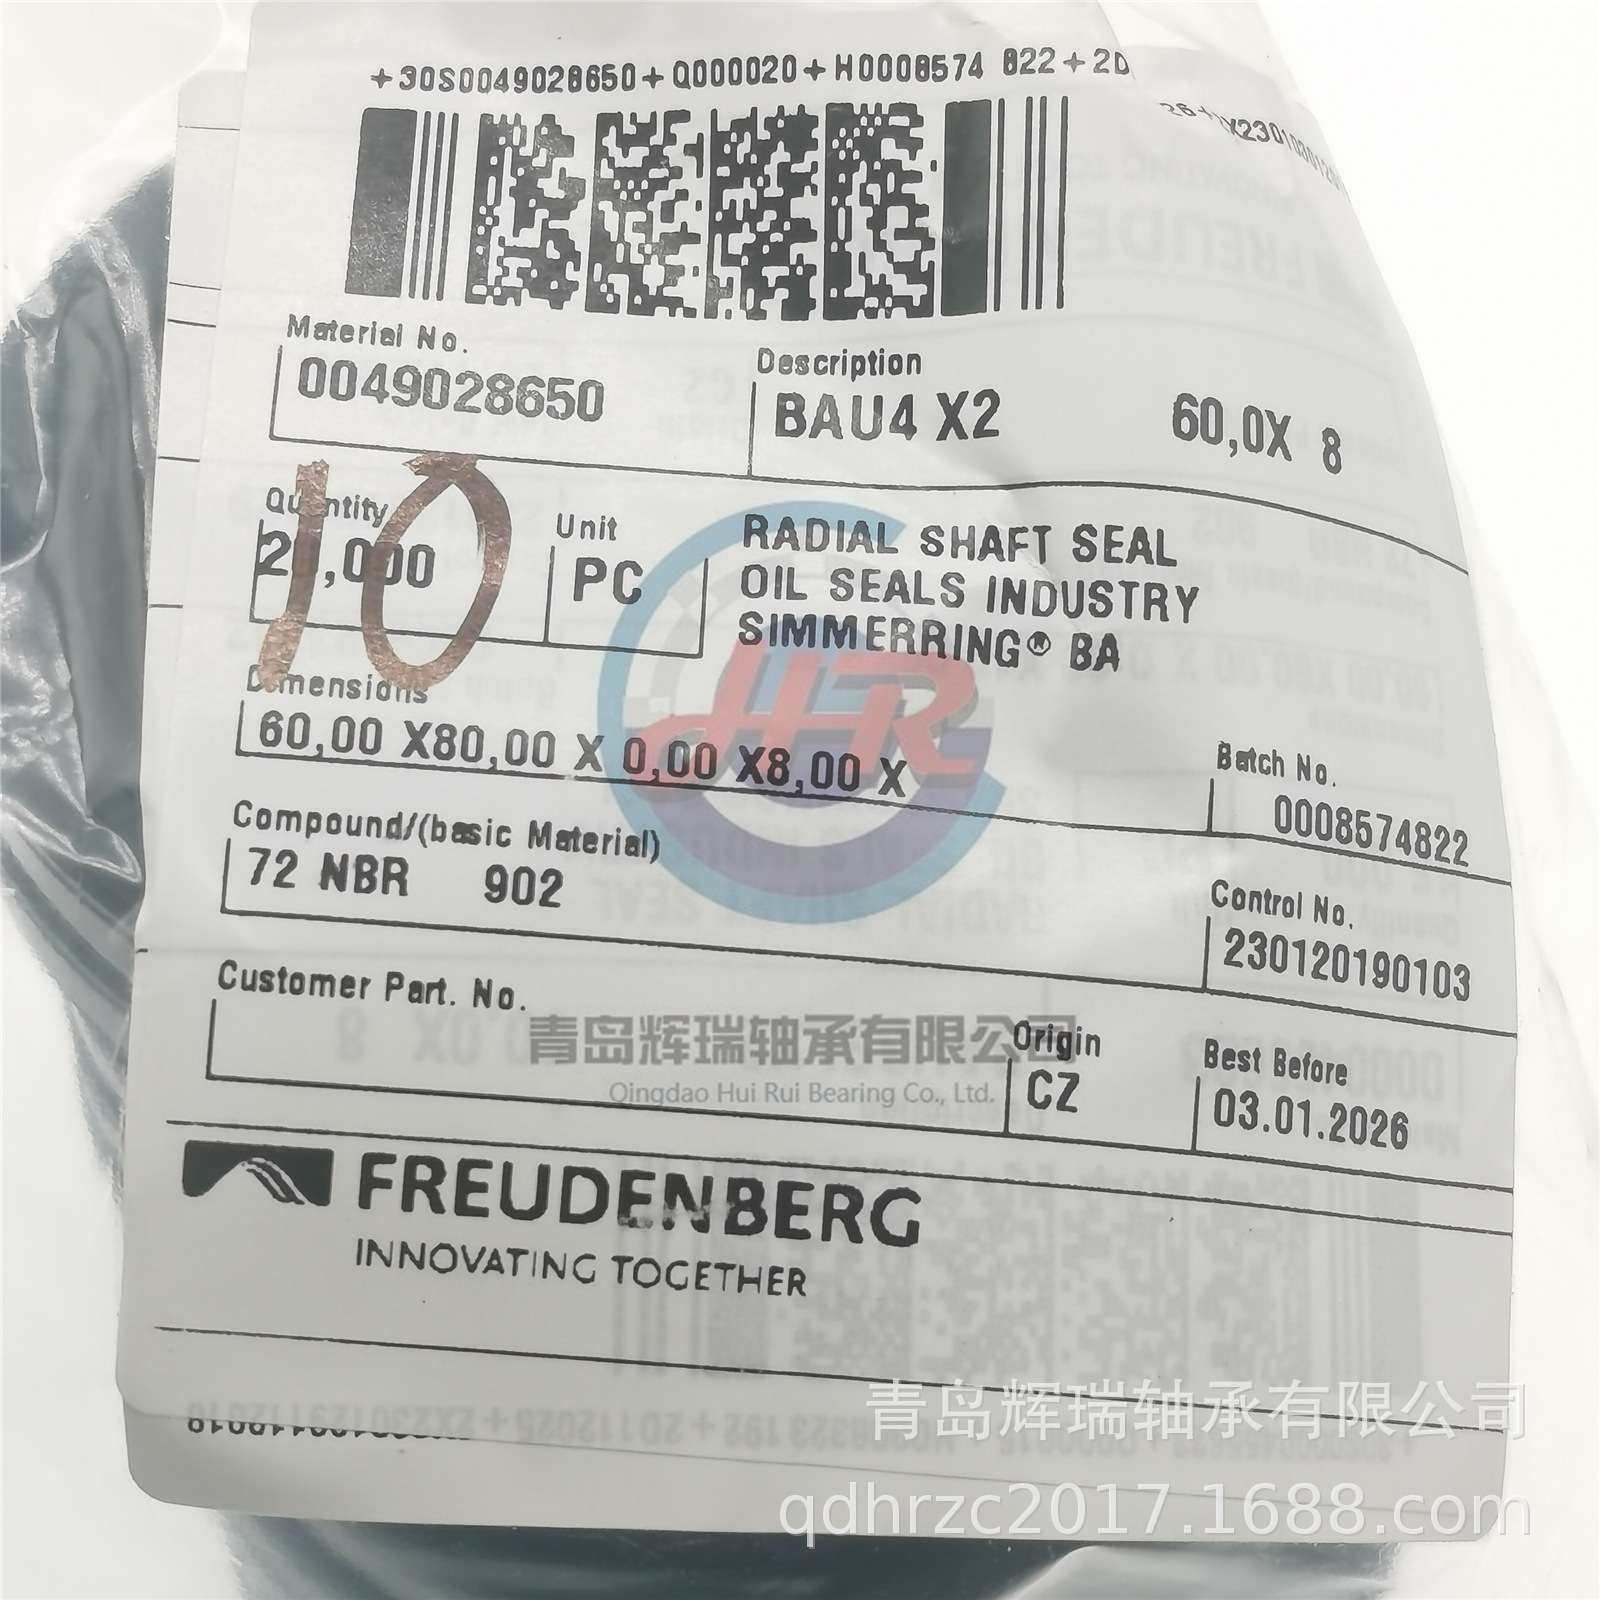 +30S0049028650+Q000020+H0008574 822+2D
Material No.
0049028650
Description
BAU4 X2 60,0X 8
Quantity
20,000
10
Unit
PC
RADIAL SHAFT SEAL
OIL SEALS INDUSTRY
SIMMERRING® BA
HR
Dimensions
60,00 X80,00 X 0,00 X8,00 X
Batch No.
0008574822
Compound/(basic Material)
72 NBR 902
Control No.
230120190103
Customer Part. No.
青岛辉瑞轴承有限公司
Qingdao Hui Rui Bearing Co., Ltd.
Origin
CZ
Best Before
03.01.2026
FREUDENBERG
INNOVATING TOGETHER
青岛辉瑞轴承有限公司
qdhrzc2017.1688.com